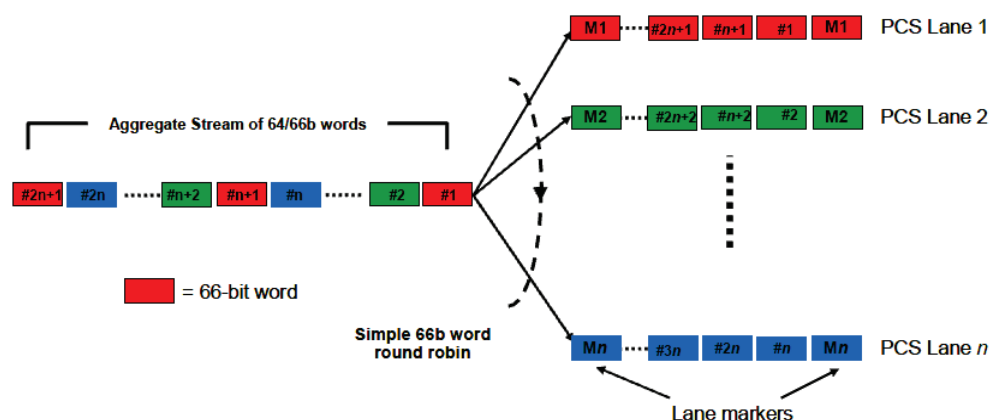 M1 #2n+1 #n+1 #1 M1 PCS Lane 1
M2 #2n+2 #n+2 #2 M2 PCS Lane 2
Aggregate Stream of 64/66b words
#2n+1 #2n #n+2 #n+1 #n #2 #1
= 66-bit word
Simple 66b word
round robin
Mn #3n #2n #n Mn PCS Lane n
Lane markers